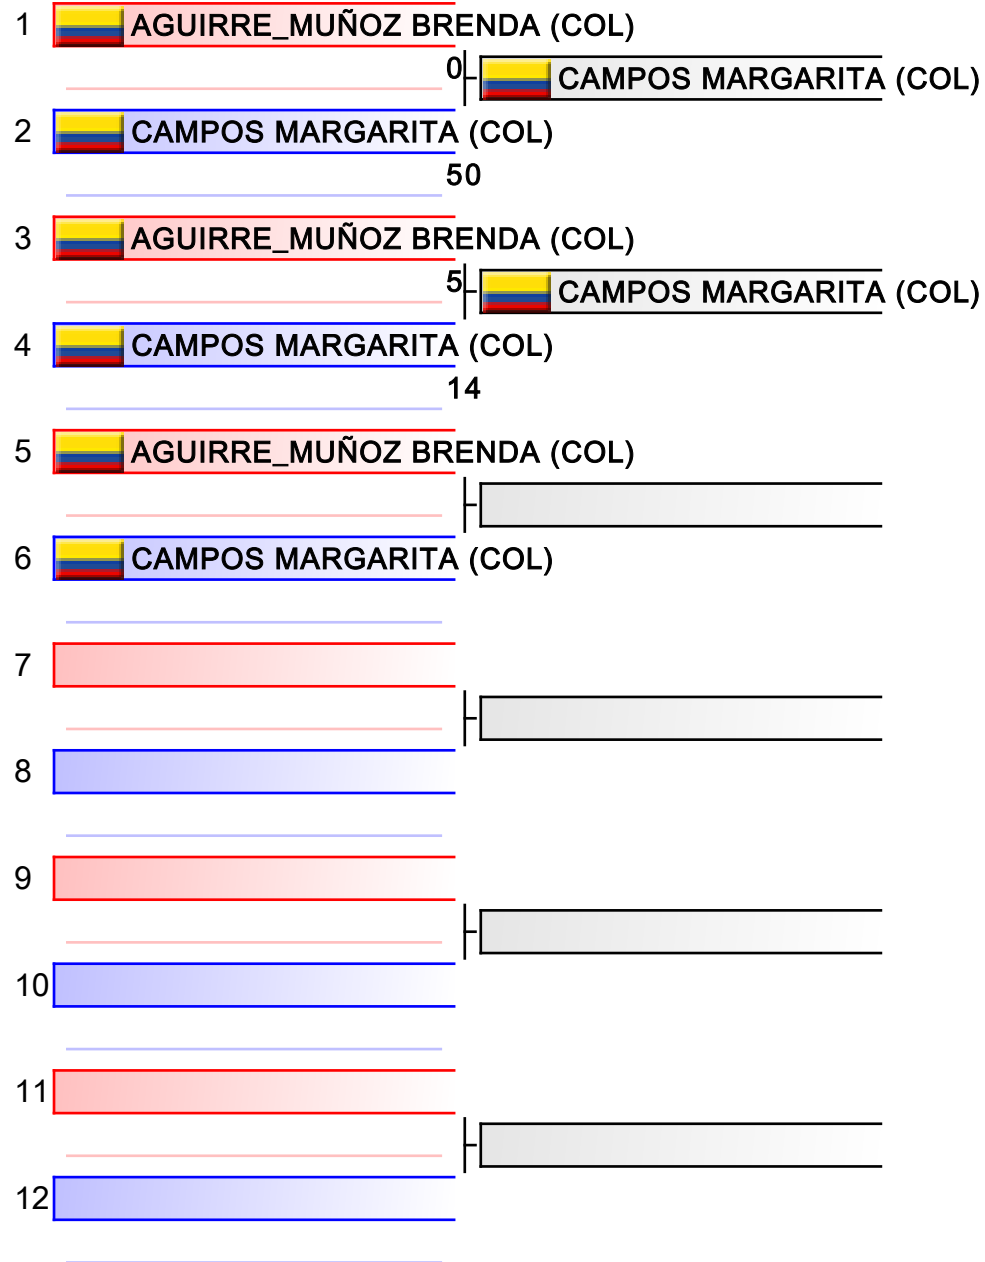 1 AGUIRRE_MUÑOZ BRENDA (COL)
0 CAMPOS MARGARITA (COL)
2 CAMPOS MARGARITA (COL)
50
3 AGUIRRE_MUÑOZ BRENDA (COL)
5 CAMPOS MARGARITA (COL)
4 CAMPOS MARGARITA (COL)
14
5 AGUIRRE_MUÑOZ BRENDA (COL)
6 CAMPOS MARGARITA (COL)
7
8
9
10
11
12